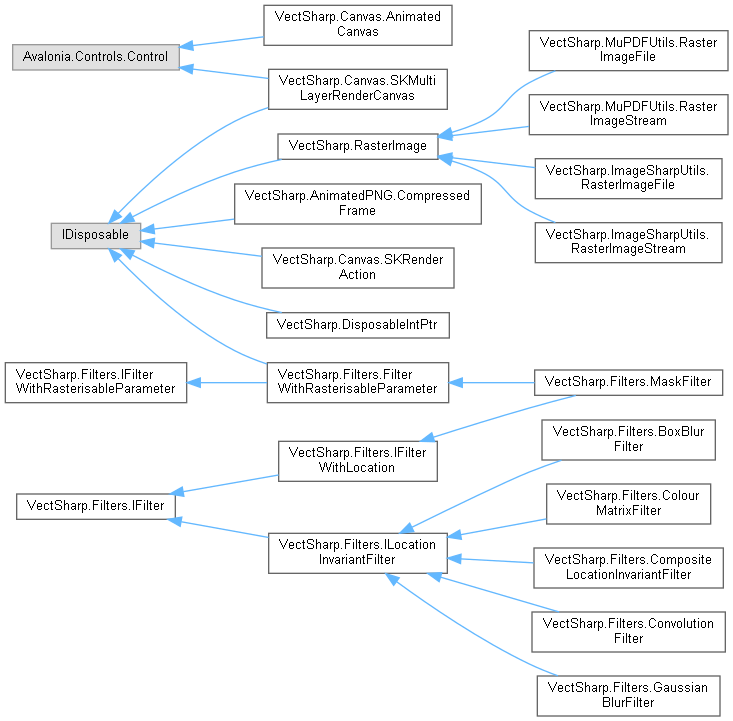 VectSharp.Canvas.Animated
Canvas
Avalonia.Controls.Control
VectSharp.Canvas.SKMulti
LayerRenderCanvas
VectSharp.MuPDFUtils.Raster
ImageFile
VectSharp.MuPDFUtils.Raster
ImageStream
VectSharp.RasterImage
VectSharp.ImageSharpUtils.
RasterImageFile
VectSharp.AnimatedPNG.Compressed
Frame
VectSharp.ImageSharpUtils.
RasterImageStream
IDisposable
VectSharp.Canvas.SKRender
Action
VectSharp.DisposableIntPtr
VectSharp.Filters.IFilter
WithRasterisableParameter
VectSharp.Filters.Filter
WithRasterisableParameter
VectSharp.Filters.MaskFilter
VectSharp.Filters.IFilter
WithLocation
VectSharp.Filters.BoxBlur
Filter
VectSharp.Filters.IFilter
VectSharp.Filters.Colour
MatrixFilter
VectSharp.Filters.ILocation
InvariantFilter
VectSharp.Filters.Composite
LocationInvariantFilter
VectSharp.Filters.Convolution
Filter
VectSharp.Filters.Gaussian
BlurFilter